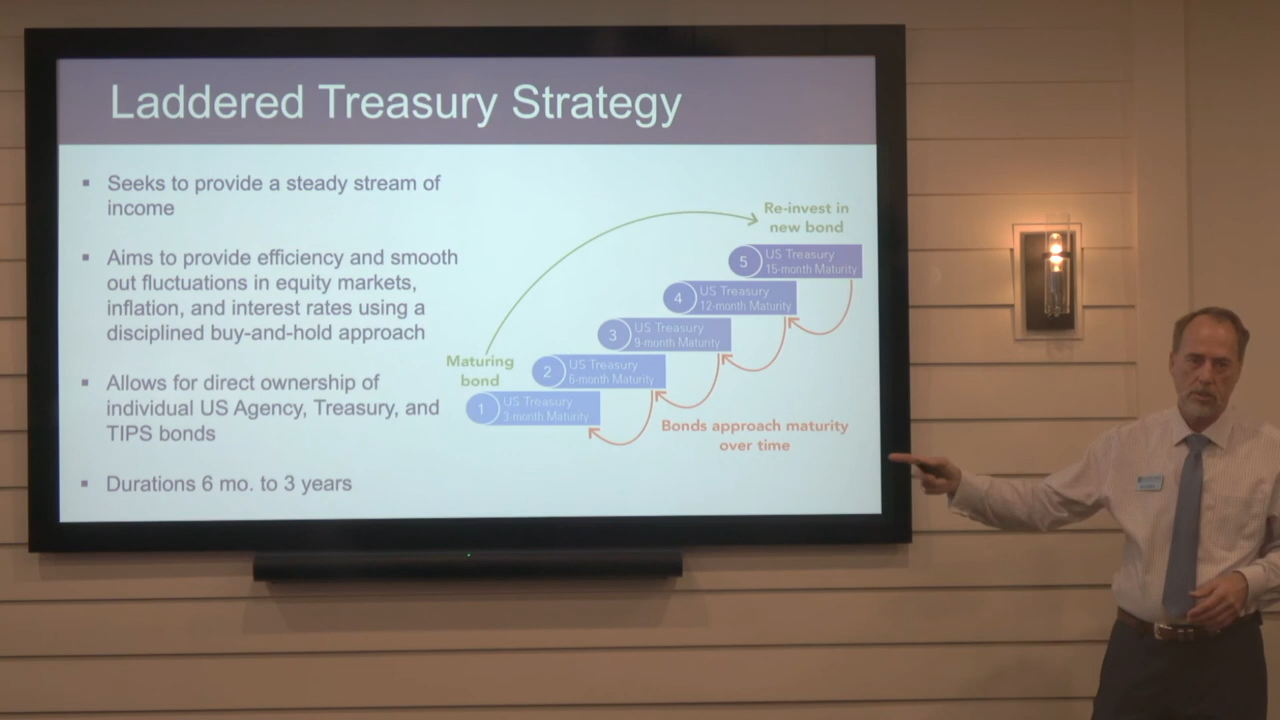 Laddered Treasury Strategy
▪ Seeks to provide a steady stream of
income
▪ Aims to provide efficiency and smooth
out fluctuations in equity markets,
inflation, and interest rates using a
disciplined buy-and-hold approach
▪ Allows for direct ownership of
individual US Agency, Treasury, and
TIPS bonds
▪ Durations 6 mo. to 3 years
Re-invest in
new bond
5 US Treasury
15-month Maturity
4 US Treasury
12-month Maturity
3 US Treasury
9-month Maturity
Maturing
bond
2 US Treasury
6-month Maturity
1 US Treasury
3-month Maturity
Bonds approach maturity
over time